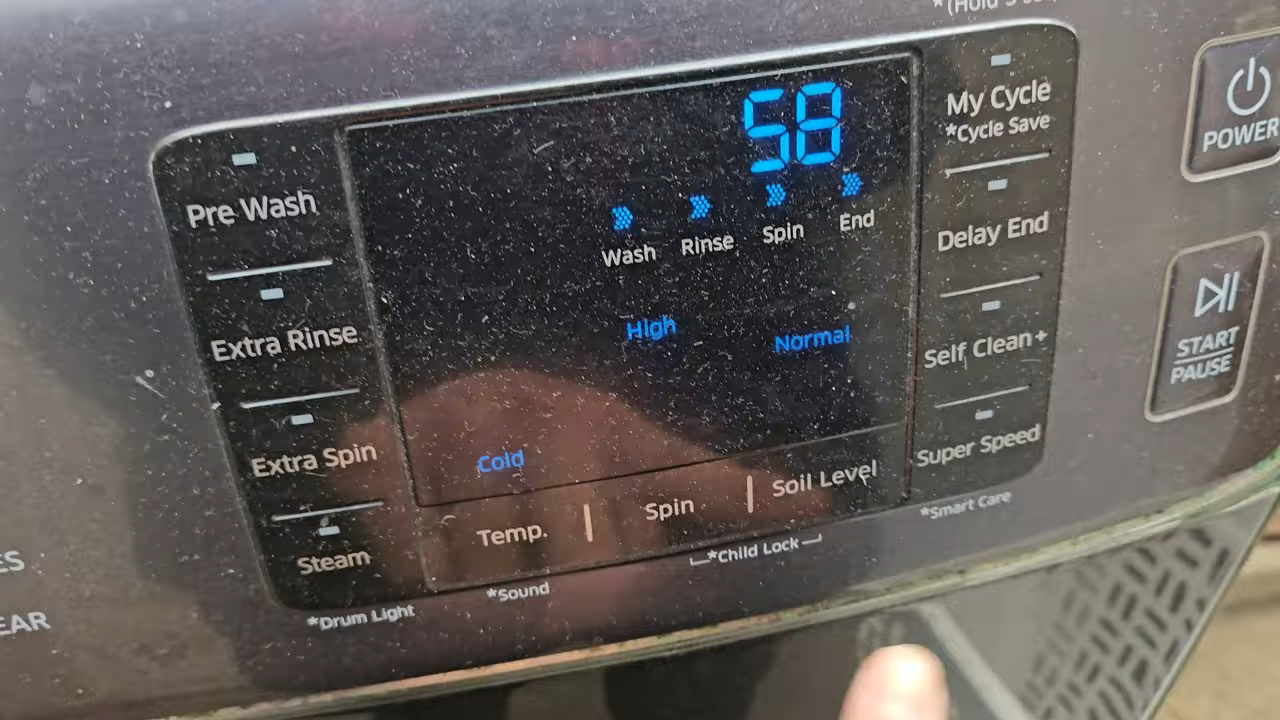 *(Hold 3 sec
58
Wash Rinse Spin End
High Normal
Cold
Temp. Spin Soil Level
*Sound *Child Lock
Pre Wash
Extra Rinse
Extra Spin
Steam
*Drum Light
My Cycle
*Cycle Save
Delay End
Self Clean+
Super Speed
*Smart Care
POWER
START
PAUSE
ES
EAR